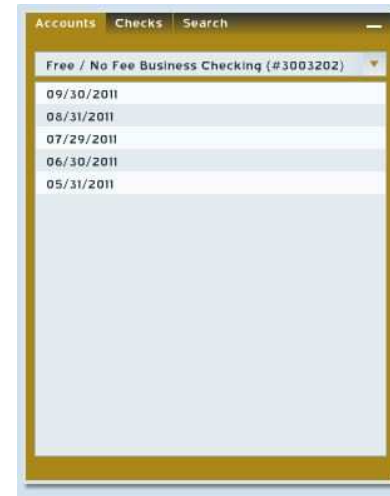 Accounts Checks Search
Free / No Fee Business Checking (#3003202)
09/30/2011
08/31/2011
07/29/2011
06/30/2011
05/31/2011